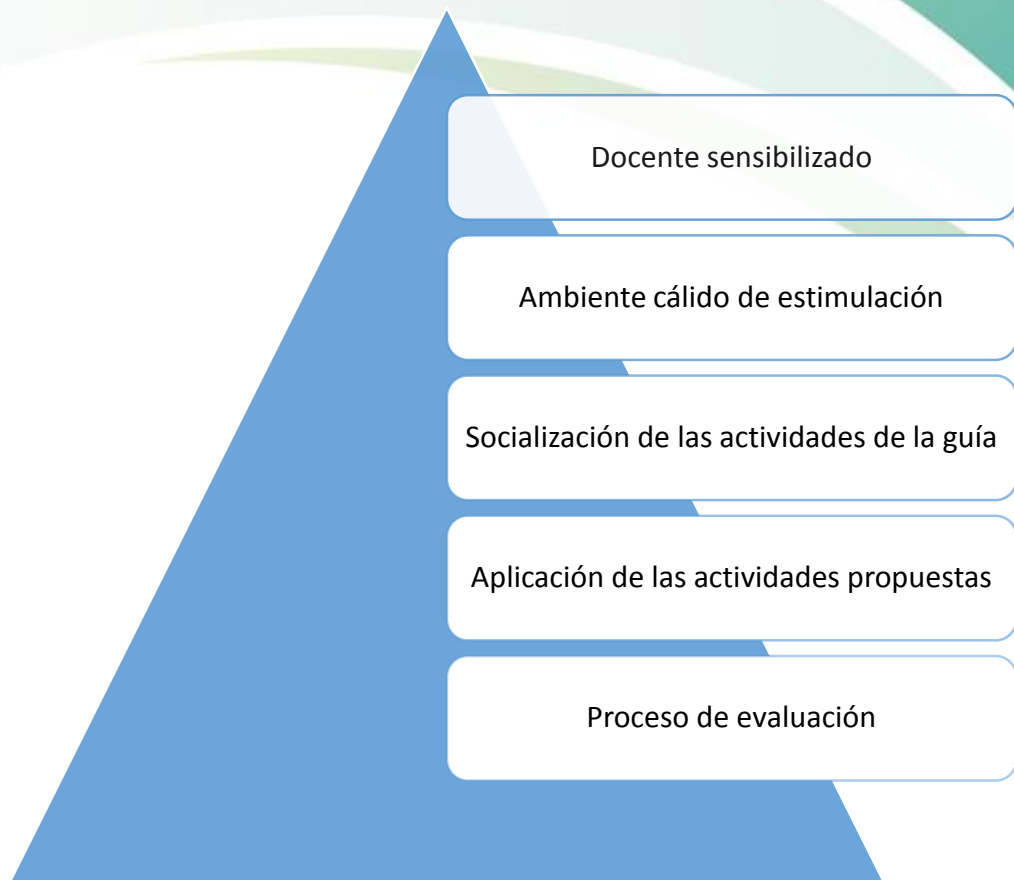 Docente sensibilizado
Ambiente cálido de estimulación
Socialización de las actividades de la guía
Aplicación de las actividades propuestas
Proceso de evaluación